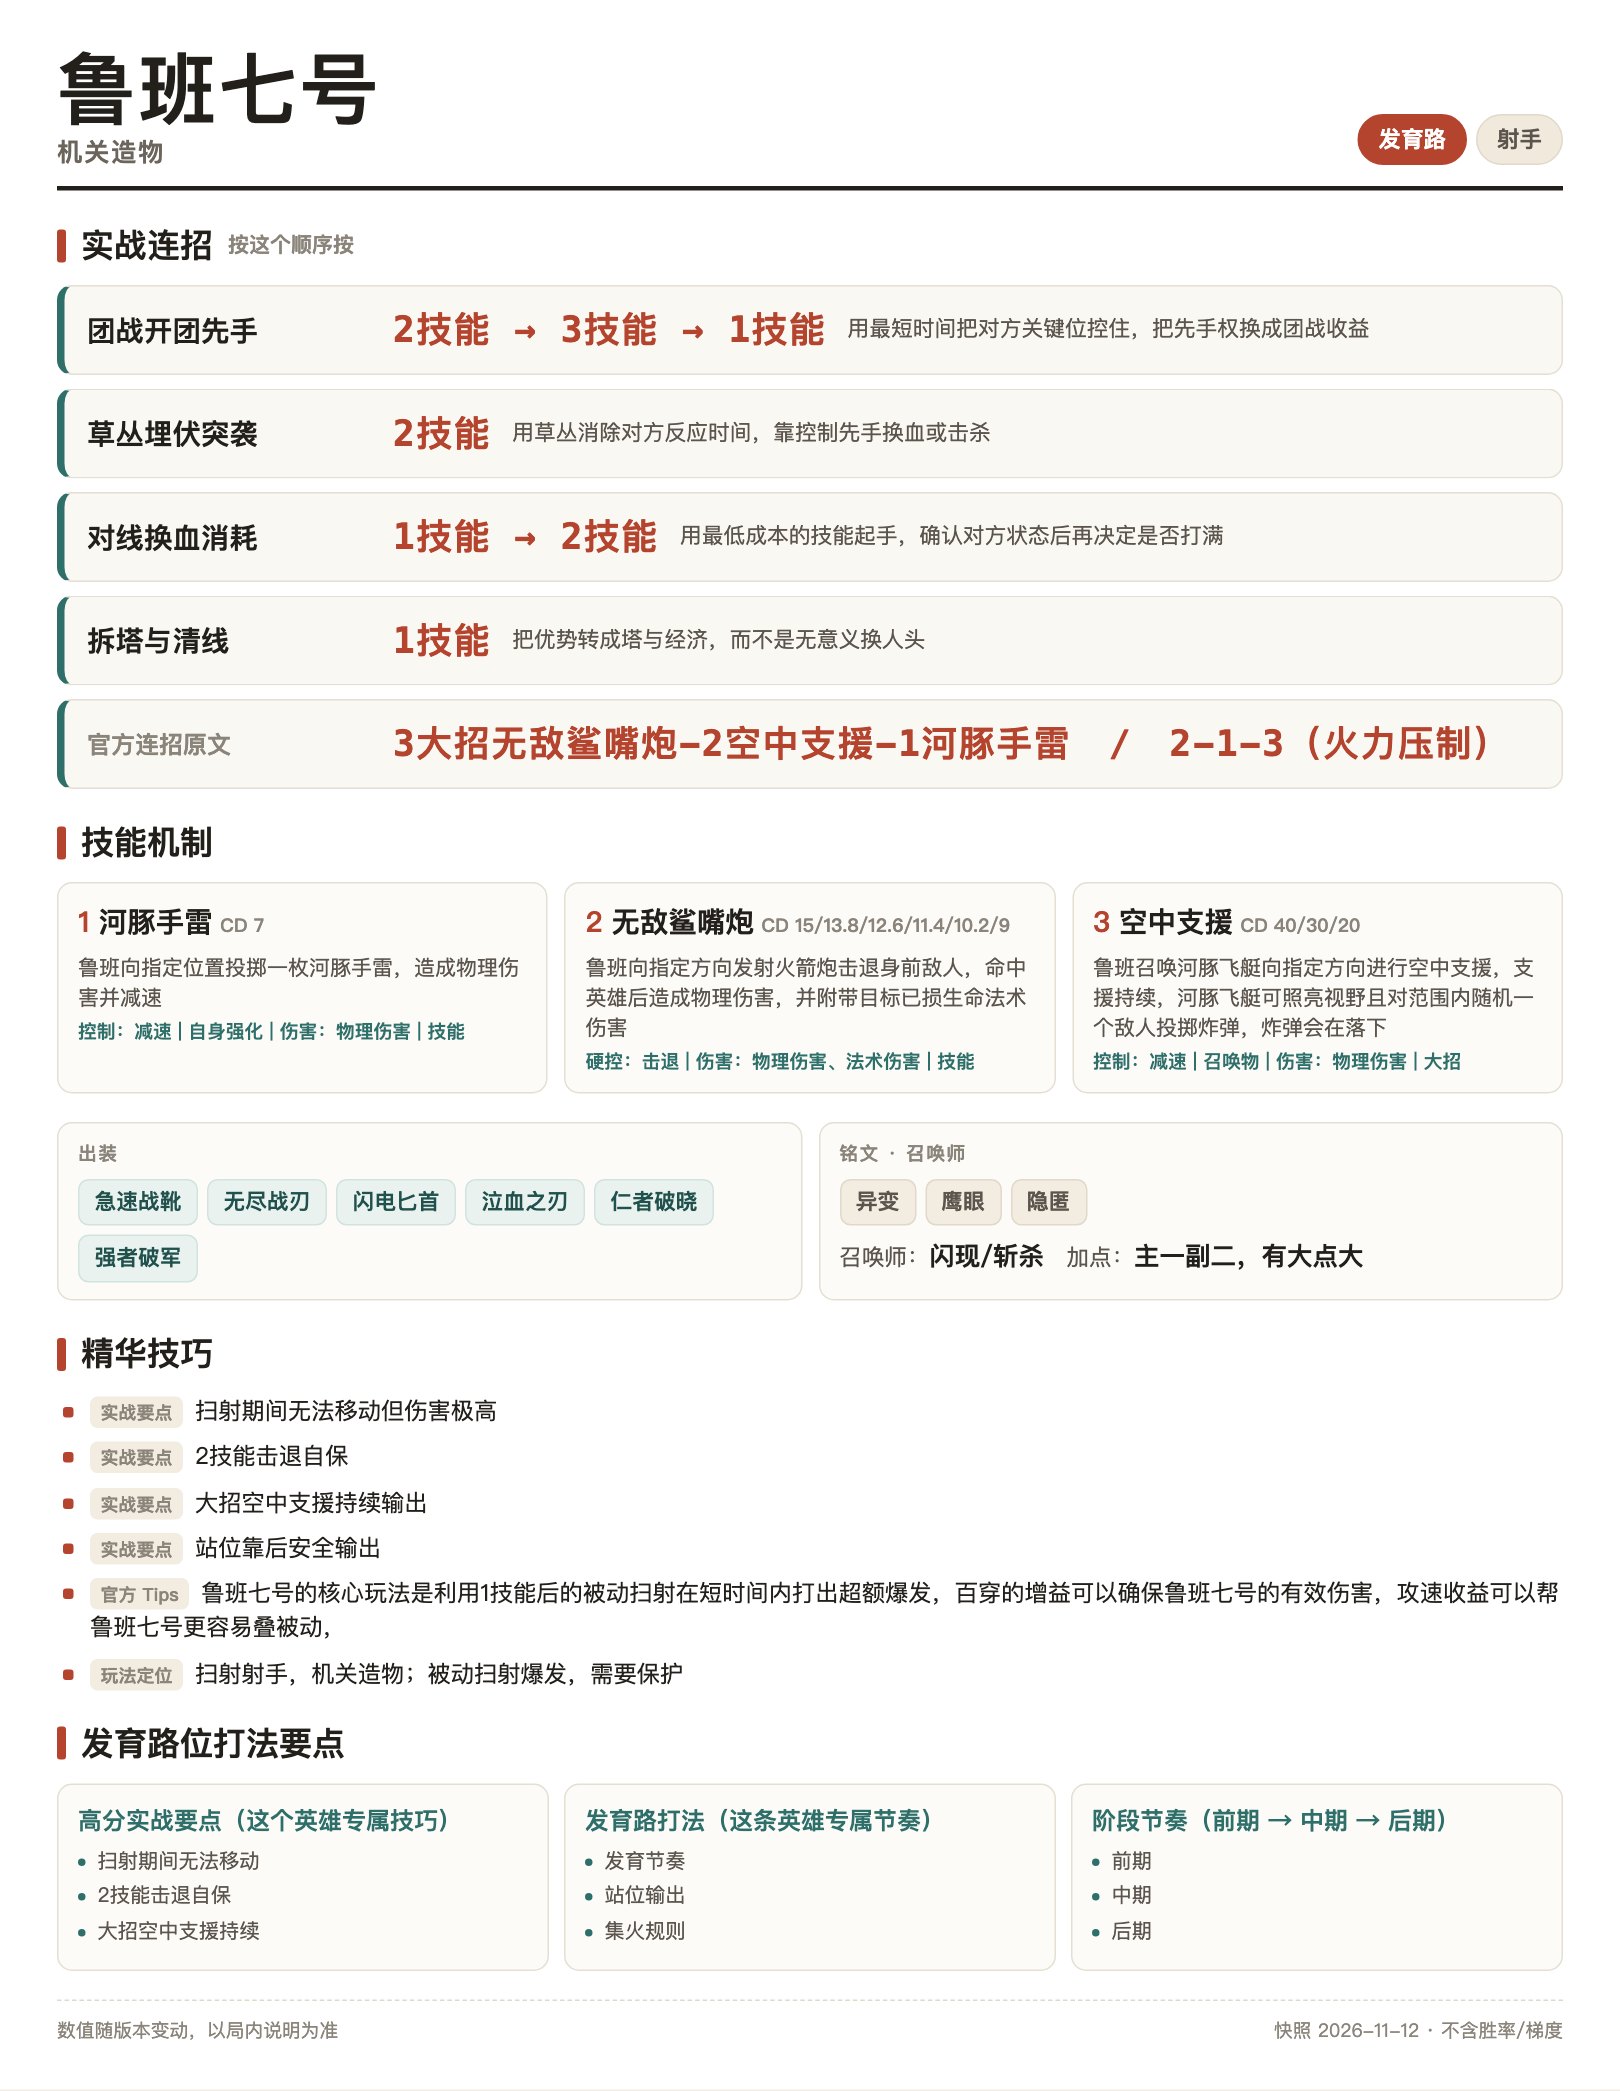 鲁班七号
机关造物
发育路 射手
实战连招 按这个顺序按
团战开团先手 2技能 → 3技能 → 1技能 用最短时间把对方关键位控住，把先手权换成团战收益
草丛埋伏突袭 2技能 用草丛消除对方反应时间，靠控制先手换血或击杀
对线换血消耗 1技能 → 2技能 用最低成本的技能起手，确认对方状态后再决定是否打满
拆塔与清线 1技能 把优势转成塔与经济，而不是无意义换人头
官方连招原文 3大招无敌鲨嘴炮–2空中支援–1河豚手雷 / 2–1–3（火力压制）
技能机制
1 河豚手雷 CD 7
鲁班向指定位置投掷一枚河豚手雷，造成物理伤
害并减速
控制：减速 | 自身强化 | 伤害：物理伤害 | 技能
2 无敌鲨嘴炮 CD 15/13.8/12.6/11.4/10.2/9
鲁班向指定方向发射火箭炮击退身前敌人，命中
英雄后造成物理伤害，并附带目标已损生命法术
伤害
硬控：击退 | 伤害：物理伤害、法术伤害 | 技能
3 空中支援 CD 40/30/20
鲁班召唤河豚飞艇向指定方向进行空中支援，支
援持续，河豚飞艇可照亮视野且对范围内随机一
个敌人投掷炸弹，炸弹会在落下
控制：减速 | 召唤物 | 伤害：物理伤害 | 大招
出装
急速战靴 无尽战刃 闪电匕首 泣血之刃 仁者破晓
强者破军
铭文 · 召唤师
异变 鹰眼 隐匿
召唤师：闪现/斩杀 加点：主一副二，有大点大
精华技巧
实战要点 扫射期间无法移动但伤害极高
实战要点 2技能击退自保
实战要点 大招空中支援持续输出
实战要点 站位靠后安全输出
官方 Tips 鲁班七号的核心玩法是利用1技能后的被动扫射在短时间内打出超额爆发，百穿的增益可以确保鲁班七号的有效伤害，攻速收益可以帮
鲁班七号更容易叠被动，
玩法定位 扫射射手，机关造物；被动扫射爆发，需要保护
发育路位打法要点
高分实战要点（这个英雄专属技巧）
扫射期间无法移动
2技能击退自保
大招空中支援持续
发育路打法（这条英雄专属节奏）
发育节奏
站位输出
集火规则
阶段节奏（前期 → 中期 → 后期）
前期
中期
后期
数值随版本变动，以局内说明为准
快照 2026–11–12 · 不含胜率/梯度